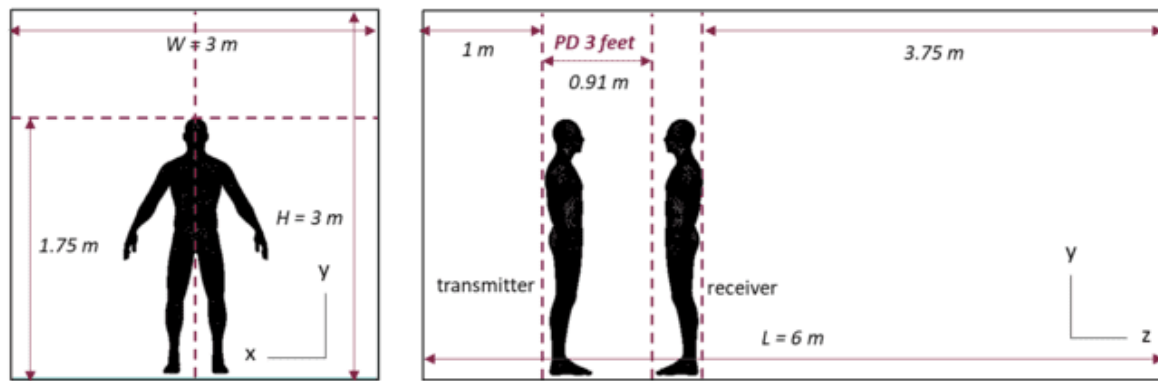 W = 3 m
1.75 m
H = 3 m
y
x
1 m
PD 3 feet
0.91 m
3.75 m
transmitter
receiver
y
z
L = 6 m